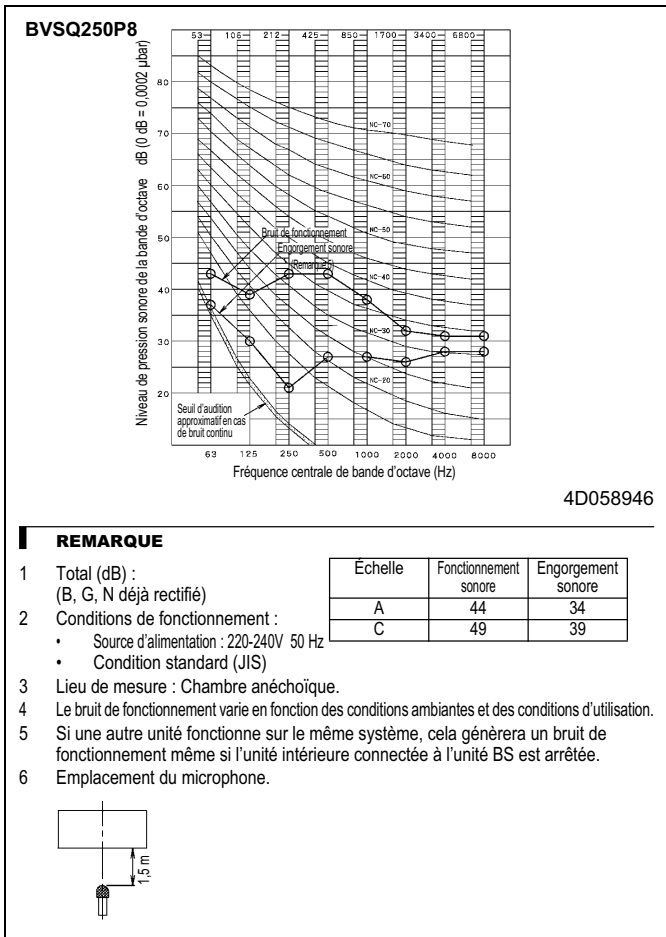 BVSQ250P8
Niveau de pression sonore de la bande d'octave dB (0 dB = 0,0002 µbar)
53 106 212 425 850 1700 3400 6800
80
70
60
50
40
30
20
NC-70
NC-60
NC-50
NC-40
NC-30
NC-20
Bruit de fonctionnement
Engorgement sonore
(Remarque 5)
Seuil d'audition
approximatif en cas
de bruit continu
63 125 250 500 1000 2000 4000 8000
Fréquence centrale de bande d'octave (Hz)
4D058946
REMARQUE
1 Total (dB) :
(B, G, N déjà rectifié)
Échelle Fonctionnement sonore Engorgement sonore
A 44 34
C 49 39
2 Conditions de fonctionnement :
• Source d'alimentation : 220-240V 50 Hz
• Condition standard (JIS)
3 Lieu de mesure : Chambre anéchoïque.
4 Le bruit de fonctionnement varie en fonction des conditions ambiantes et des conditions d'utilisation.
5 Si une autre unité fonctionne sur le même système, cela génèrera un bruit de
fonctionnement même si l'unité intérieure connectée à l'unité BS est arrêtée.
6 Emplacement du microphone.
1,5 m